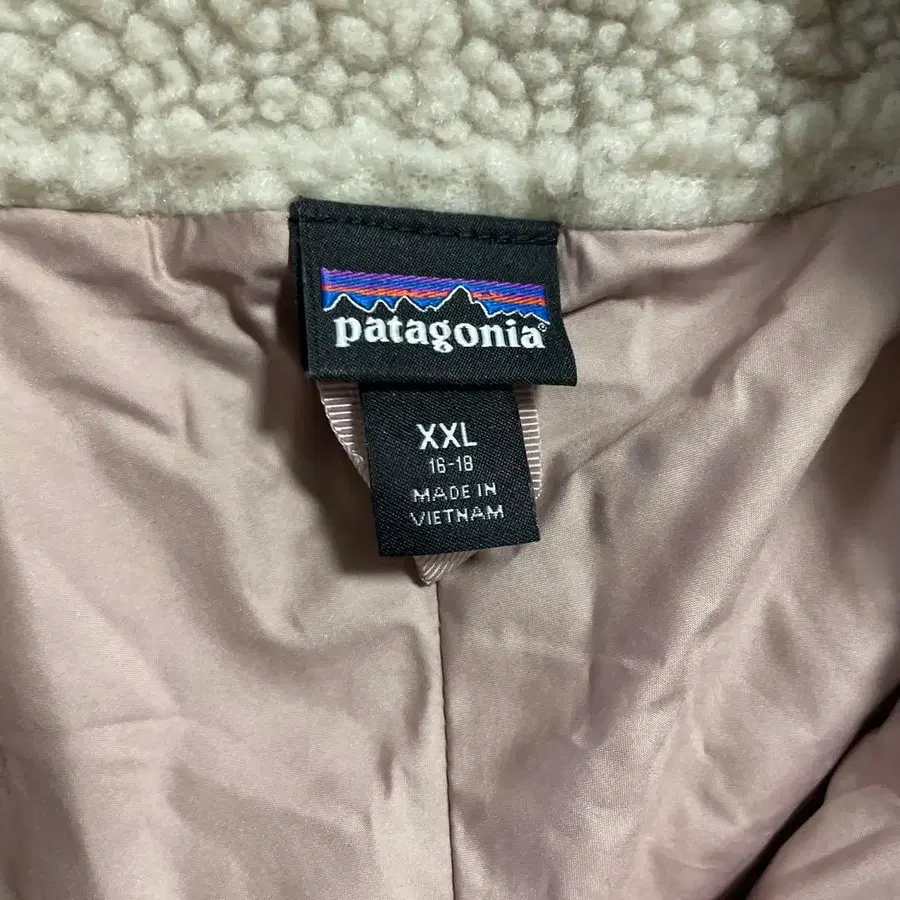 patagonia®
XXL
16-18
MADE IN
VIETNAM